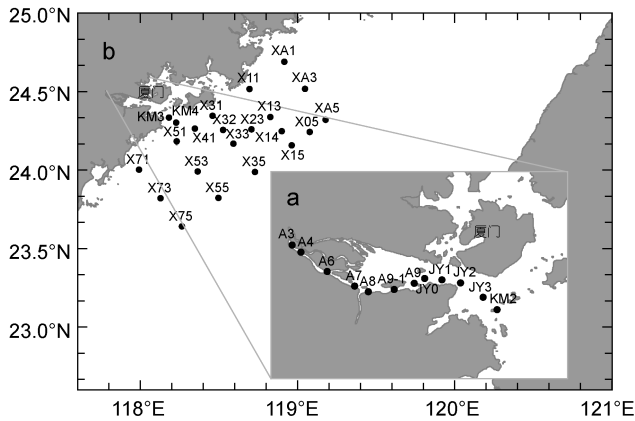 25.0°N
b
XA1
X11
XA3
24.5°N
厦门
X31
X13
KM3
KM4
X32
X23
XA5
X51
X41
X33
X14
X05
X15
24.0°N
X71
X53
X35
X73
X55
X75
a
厦门
23.5°N
A3
A4
A6
A7
A8
A9-1
A9
JY0
JY1
JY2
JY3
KM2
23.0°N
118°E
119°E
120°E
121°E